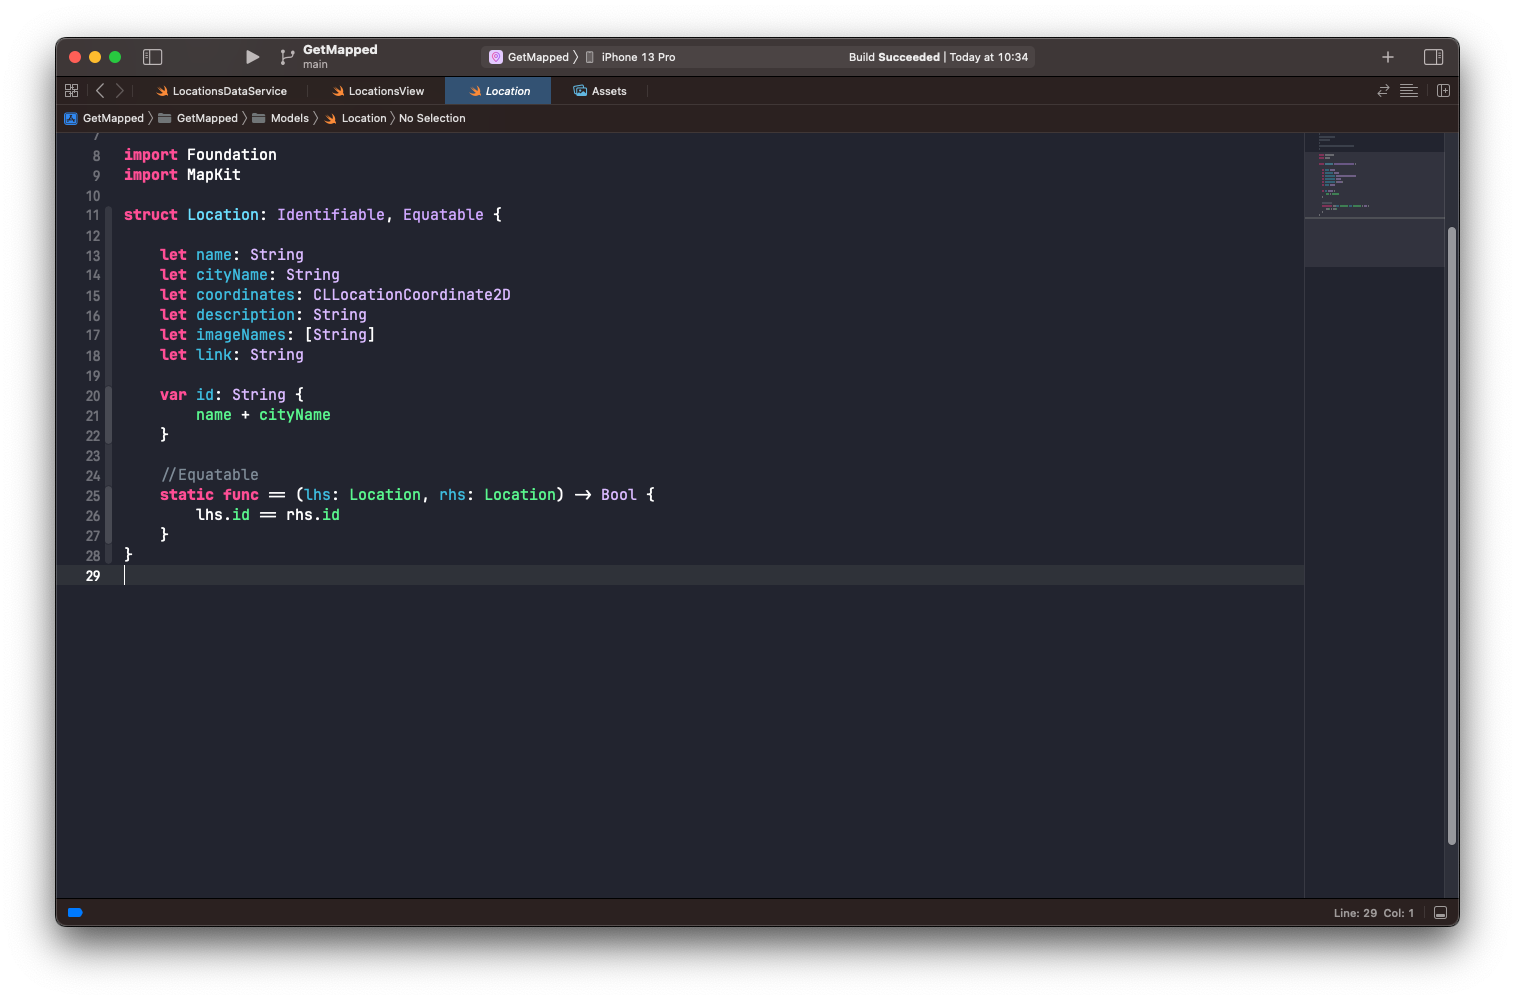 GetMapped
main
GetMapped 〉 iPhone 13 Pro
Build Succeeded | Today at 10:34
LocationsDataService
LocationsView
Location
Assets
GetMapped 〉 GetMapped 〉 Models 〉 Location 〉 No Selection
7
8 import Foundation
9 import MapKit
10
11 struct Location: Identifiable, Equatable {
12
13     let name: String
14     let cityName: String
15     let coordinates: CLLocationCoordinate2D
16     let description: String
17     let imageNames: [String]
18     let link: String
19
20     var id: String {
21         name + cityName
22     }
23
24     //Equatable
25     static func == (lhs: Location, rhs: Location) -> Bool {
26         lhs.id == rhs.id
27     }
28 }
29
Line: 29 Col: 1